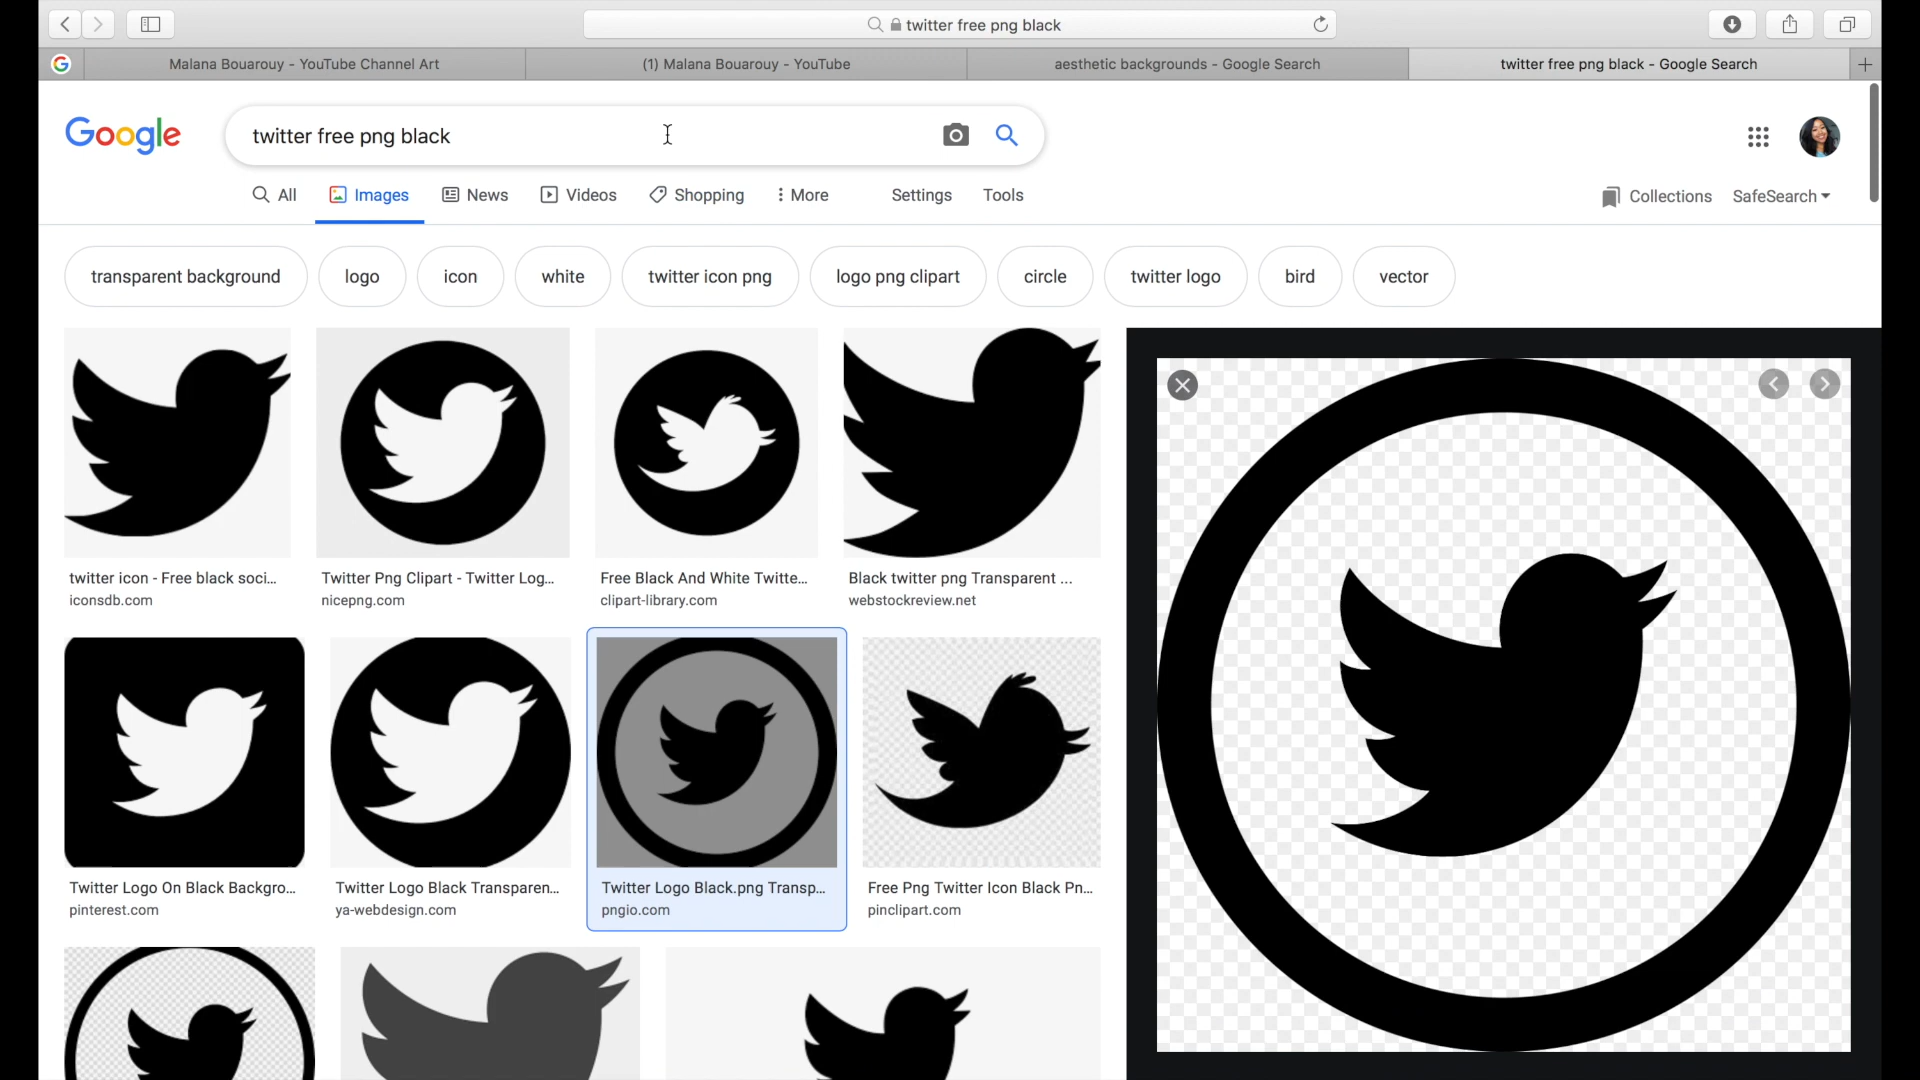 twitter free png black
Malana Bouarouy - YouTube Channel Art
(1) Malana Bouarouy - YouTube
aesthetic backgrounds - Google Search
twitter free png black - Google Search
Google
twitter free png black
All
Images
News
Videos
Shopping
More
Settings
Tools
Collections
SafeSearch
transparent background
logo
icon
white
twitter icon png
logo png clipart
circle
twitter logo
bird
vector
twitter icon - Free black soci...
iconsdb.com
Twitter Png Clipart - Twitter Log...
nicepng.com
Free Black And White Twitte...
clipart-library.com
Black twitter png Transparent ...
webstockreview.net
Twitter Logo On Black Backgro...
pinterest.com
Twitter Logo Black Transparen...
ya-webdesign.com
Twitter Logo Black.png Transp...
pngio.com
Free Png Twitter Icon Black Pn...
pinclipart.com